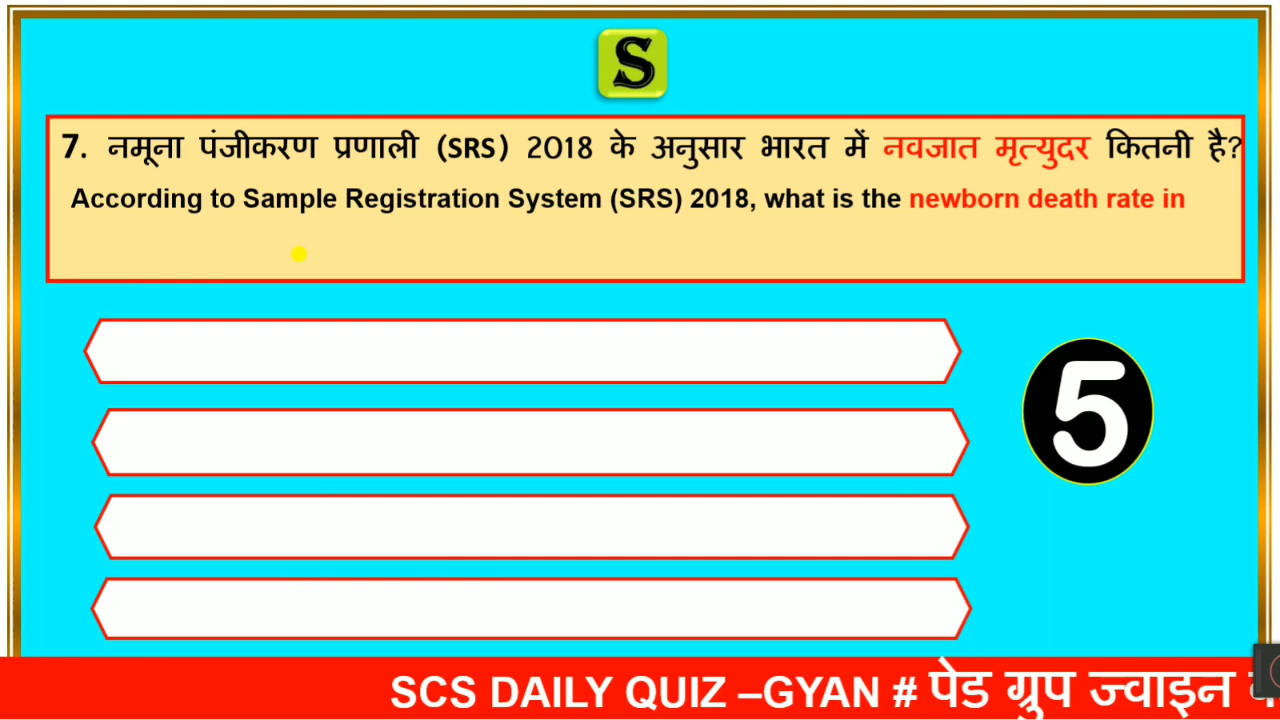 S
7. नमूना पंजीकरण प्रणाली (SRS) 2018 के अनुसार भारत में नवजात मृत्युदर कितनी है?
According to Sample Registration System (SRS) 2018, what is the newborn death rate in
5
SCS DAILY QUIZ –GYAN # पेड ग्रुप ज्वाइन